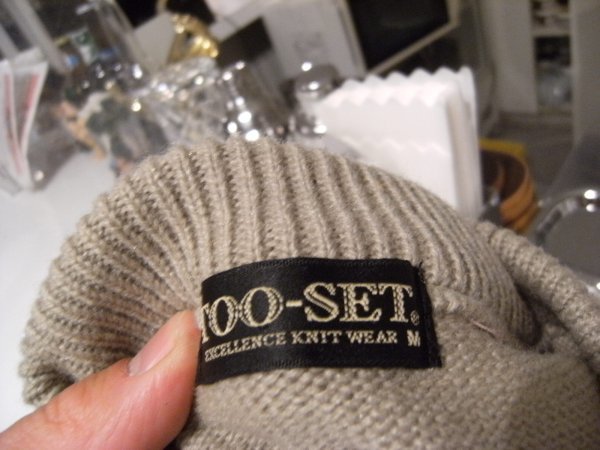 TOO-SET®
EXCELLENCE KNIT WEAR M